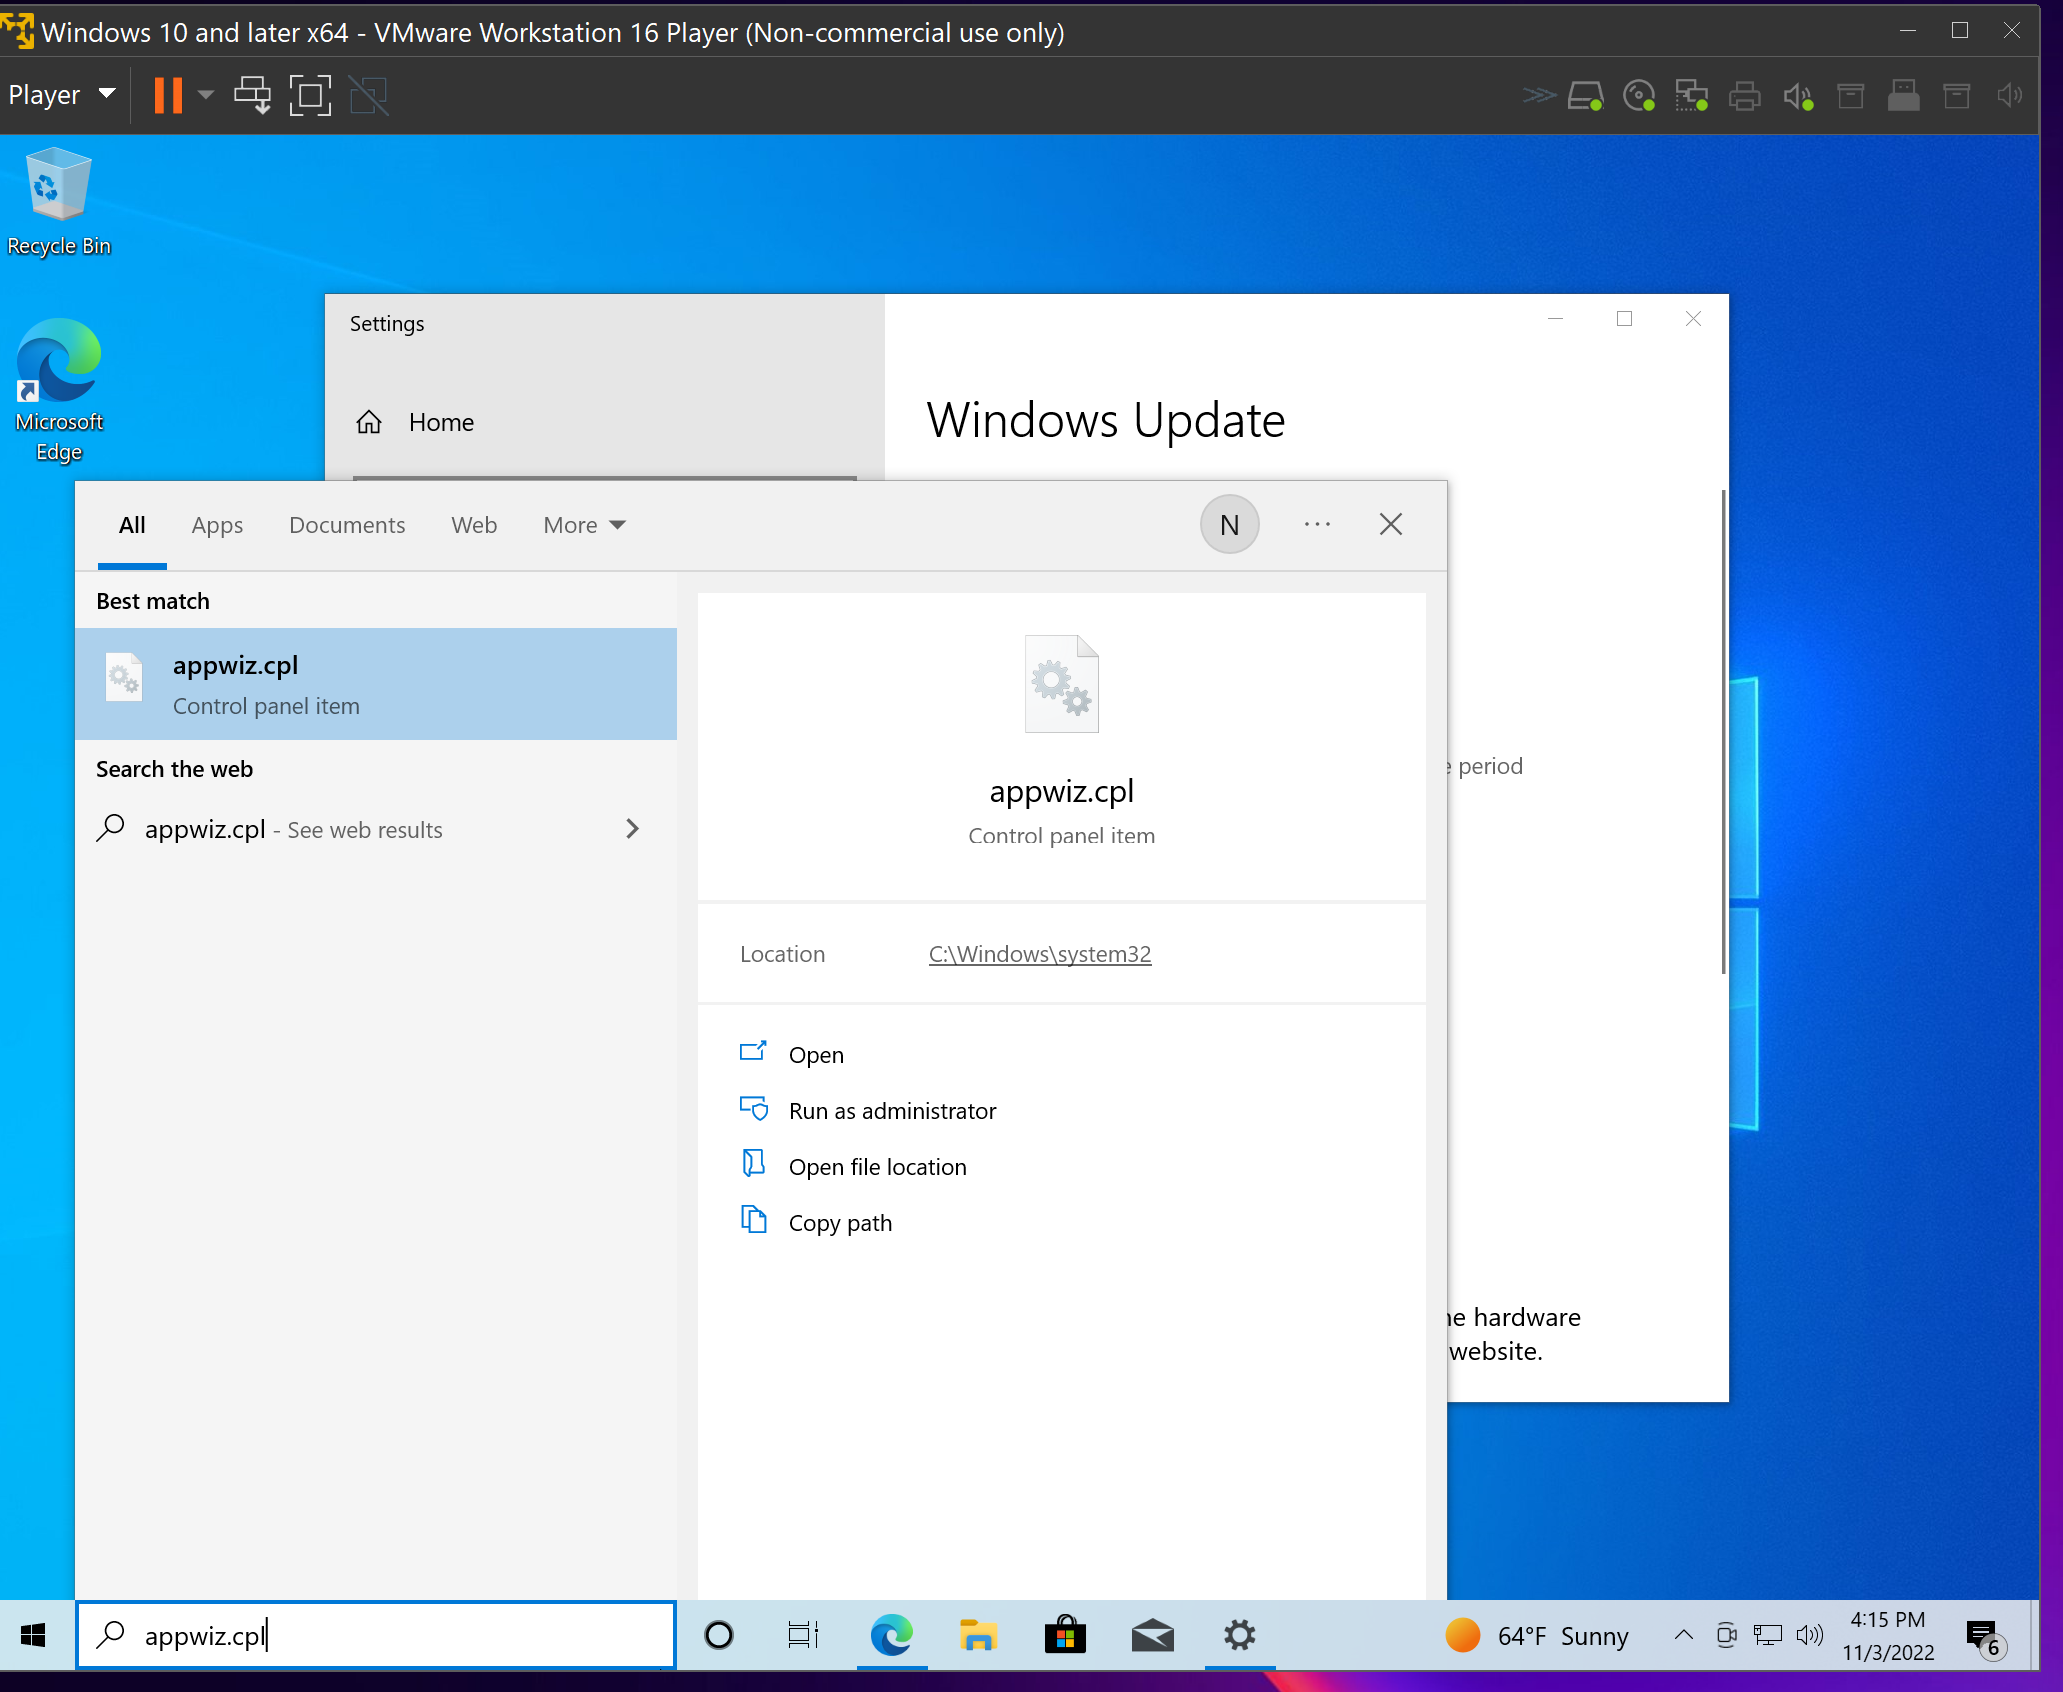 Windows 10 and later x64 - VMware Workstation 16 Player (Non-commercial use only)
Player
Recycle Bin
Microsoft
Edge
Settings
Home
Windows Update
All Apps Documents Web More N
Best match
appwiz.cpl
Control panel item
Search the web
appwiz.cpl - See web results
appwiz.cpl
Control panel item
Location C:\Windows\system32
Open
Run as administrator
Open file location
Copy path
period
hardware
website.
appwiz.cpl
64°F Sunny
4:15 PM
11/3/2022
6